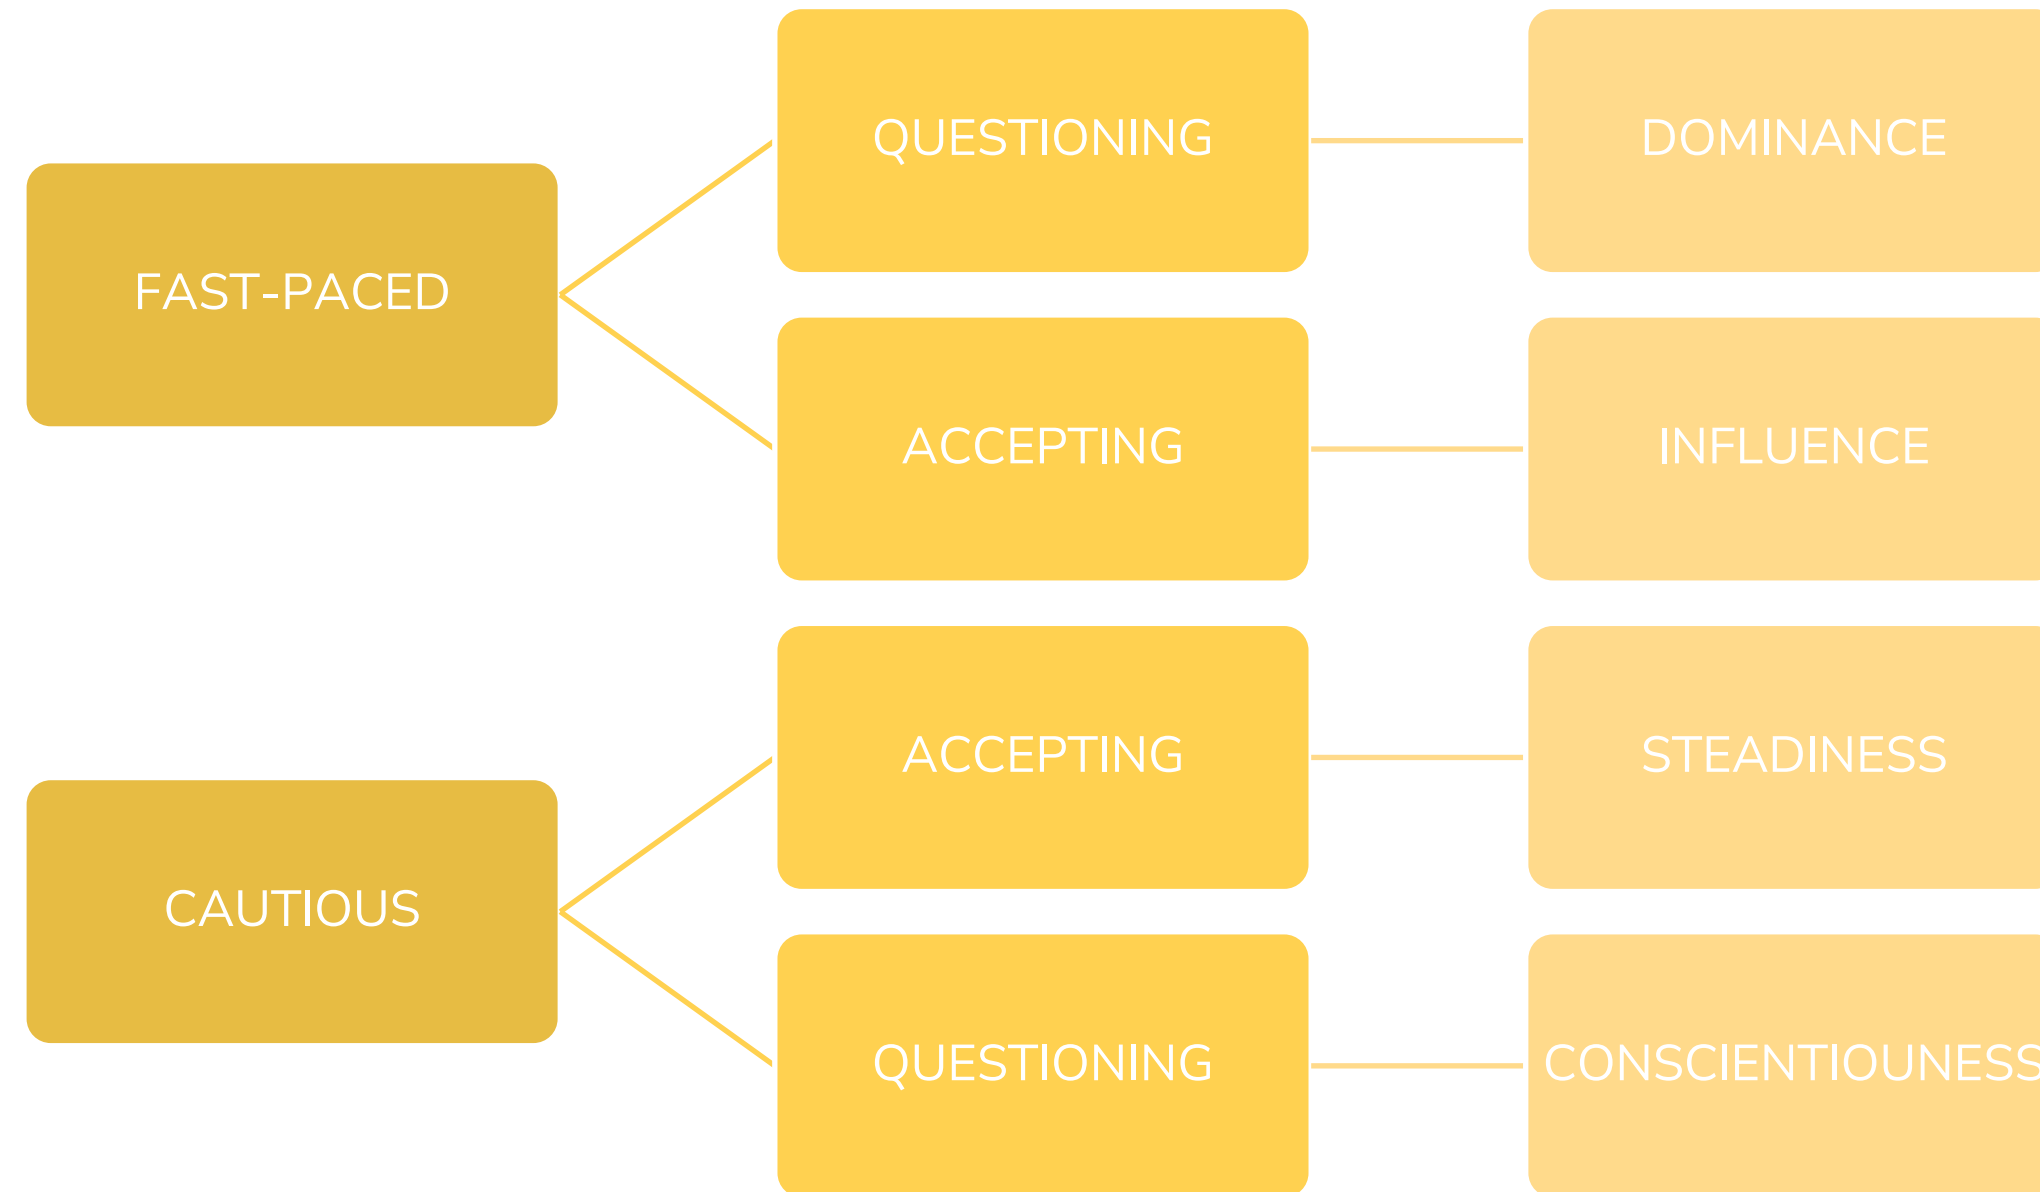 FAST-PACED
QUESTIONING
DOMINANCE
ACCEPTING
INFLUENCE
CAUTIOUS
ACCEPTING
STEADINESS
QUESTIONING
CONSCIENTIOUNESS